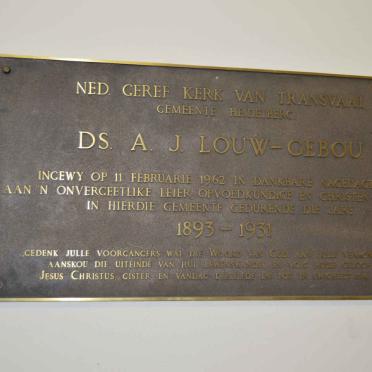 NED. GEREF. KERK VAN TRANSVAAL
GEMEENTE HEIDELBERG
DS. A. J. LOUW-GEBOU
INGEWY OP 11 FEBRUARIE 1962 IN DANKBARE
AAN 'N ONVERGEETLIKE LEIER, OPVOEDKUNDIGE EN
IN HIERDIE GEMEENTE GEDURENDE DIE JARE
1893 – 1931
GEDENK JULLE VOORGANGERS WAT DIE WOORD VAN GOD AAN JULLE
AANSKOU DIE UITEINDE VAN HUL
JESUS CHRISTUS, GISTER EN VANDAG DIESELFDE EN TOT IN